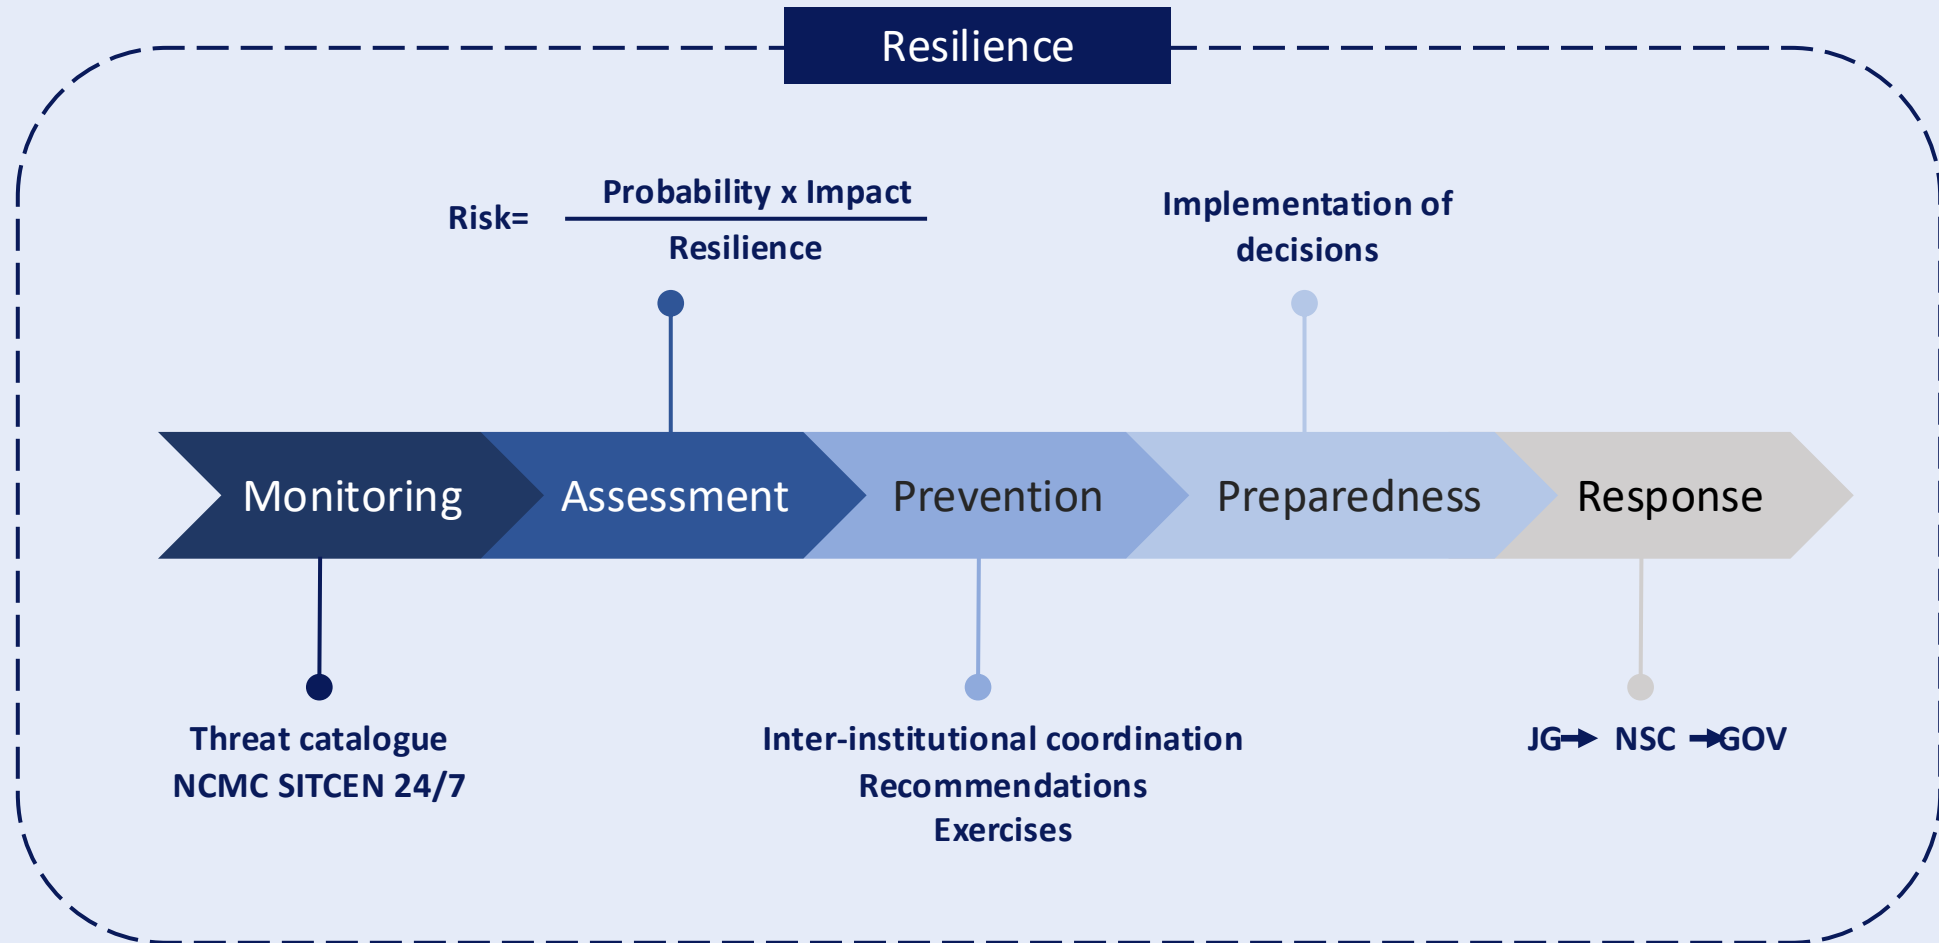 Resilience
Probability x Impact
Risk=
Resilience
Implementation of
decisions
Monitoring
Assessment
Prevention
Preparedness
Response
Threat catalogue
NCMC SITCEN 24/7
Inter-institutional coordination
Recommendations
Exercises
JG→ NSC →GOV